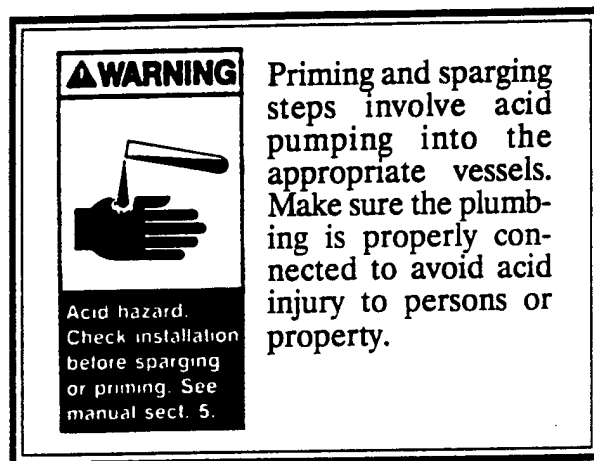 WARNING
Acid hazard.
Check installation
before sparging
or priming. See
manual sect. 5.
Priming and sparging
steps involve acid
pumping into the
appropriate vessels.
Make sure the plumb-
ing is properly con-
nected to avoid acid
injury to persons or
property.